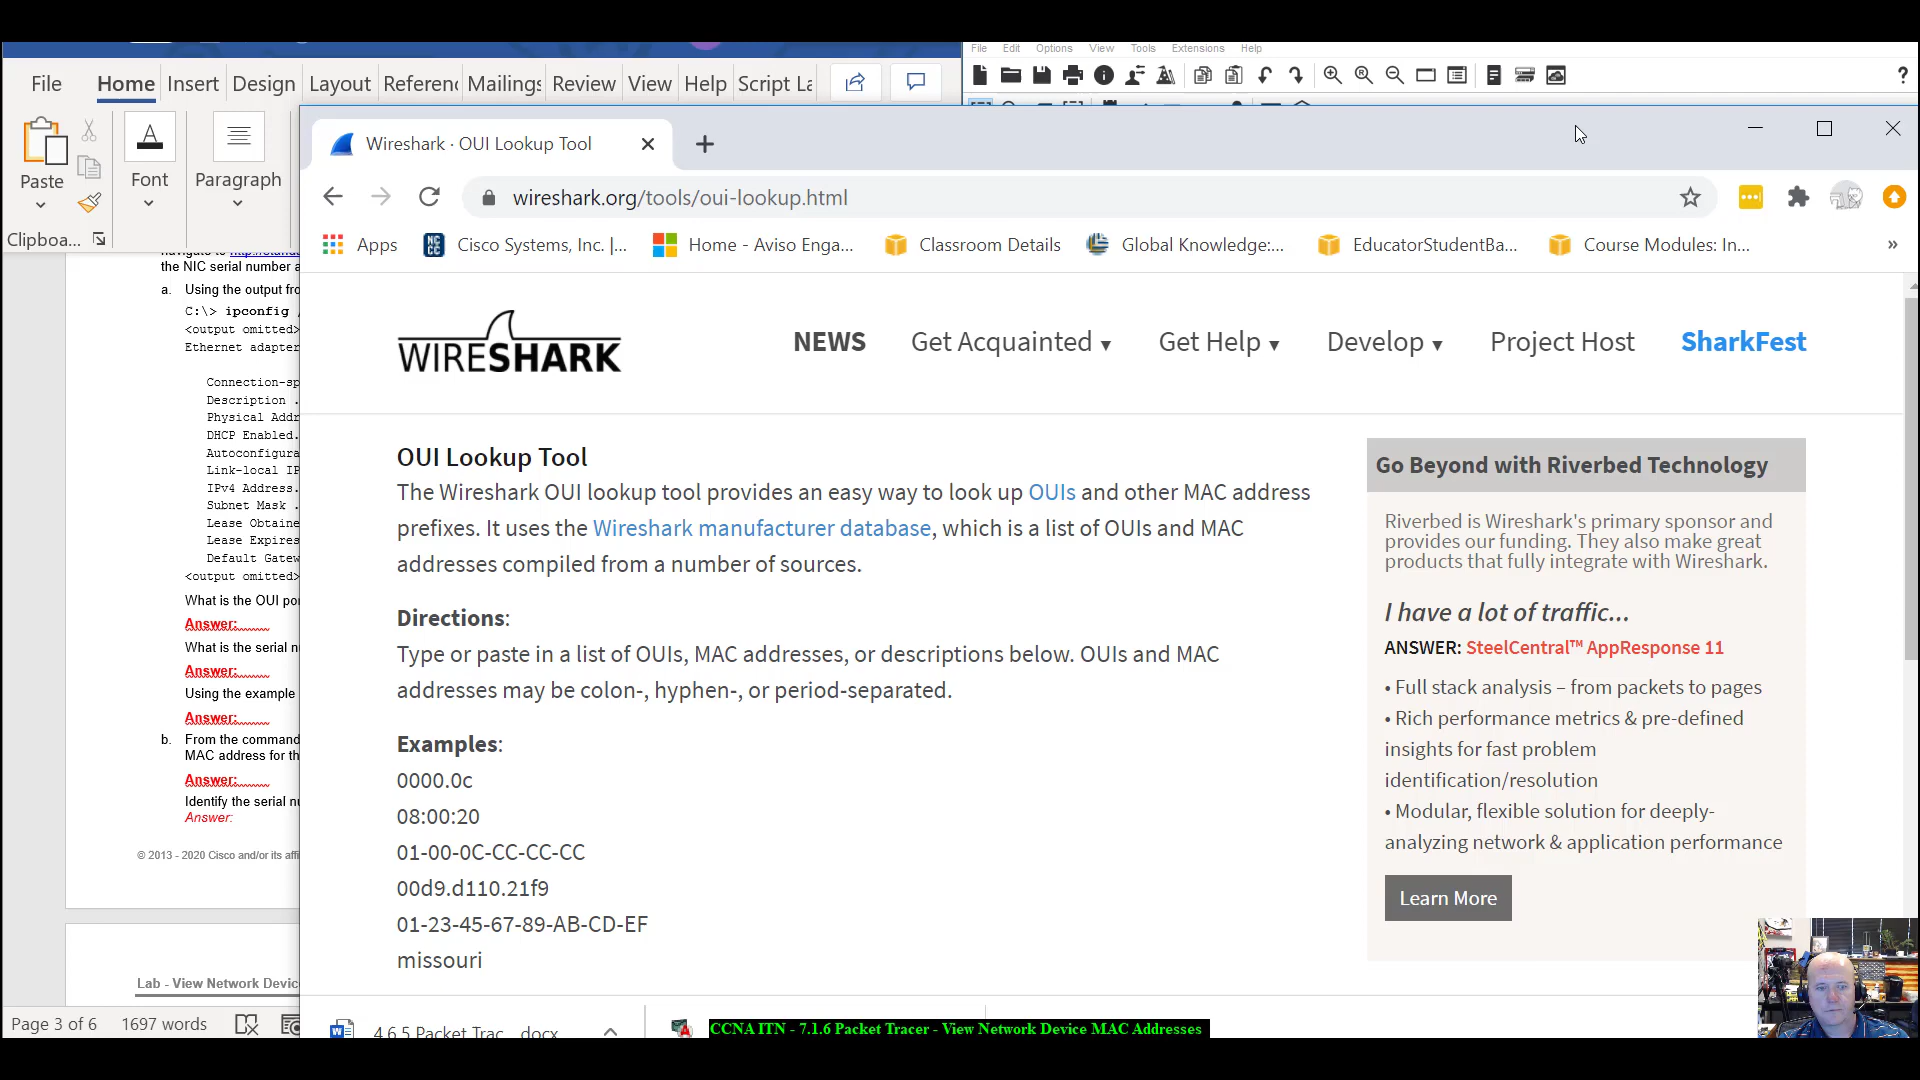 File Edit Options View Tools Extensions Help
File Home Insert Design Layout Referenc Mailings Review View Help Script La
Paste
Font
Paragraph
Clipboa...
Wireshark · OUI Lookup Tool
wireshark.org/tools/oui-lookup.html
Apps
Cisco Systems, Inc. |...
Home - Aviso Enga...
Classroom Details
Global Knowledge:...
EducatorStudentBa...
Course Modules: In...
»
the NIC serial number a
a. Using the output fro
C:\> ipconfig /
<output omitted>
Ethernet adapter
Connection-sp
Description .
Physical Addr
DHCP Enabled.
Autoconfigura
Link-local IP
IPv4 Address.
Subnet Mask .
Lease Obtaine
Lease Expires
Default Gatew
<output omitted>
What is the OUI por
Answer:
What is the serial nu
Answer:
Using the example
Answer:
b. From the command
MAC address for th
Answer:
Identify the serial nu
Answer:
© 2013 - 2020 Cisco and/or its affi
Lab - View Network Devic
Page 3 of 6 1697 words
WIRESHARK
NEWS
Get Acquainted ▼
Get Help ▼
Develop ▼
Project Host
SharkFest
OUI Lookup Tool
The Wireshark OUI lookup tool provides an easy way to look up OUIs and other MAC address
prefixes. It uses the Wireshark manufacturer database, which is a list of OUIs and MAC
addresses compiled from a number of sources.
Directions:
Type or paste in a list of OUIs, MAC addresses, or descriptions below. OUIs and MAC
addresses may be colon-, hyphen-, or period-separated.
Examples:
0000.0c
08:00:20
01-00-0C-CC-CC-CC
00d9.d110.21f9
01-23-45-67-89-AB-CD-EF
missouri
Go Beyond with Riverbed Technology
Riverbed is Wireshark's primary sponsor and
provides our funding. They also make great
products that fully integrate with Wireshark.
I have a lot of traffic...
ANSWER: SteelCentral™ AppResponse 11
• Full stack analysis – from packets to pages
• Rich performance metrics & pre-defined
insights for fast problem
identification/resolution
• Modular, flexible solution for deeply-
analyzing network & application performance
Learn More
4.6.5 Packet Trac....docx
CCNA ITN - 7.1.6 Packet Tracer - View Network Device MAC Addresses